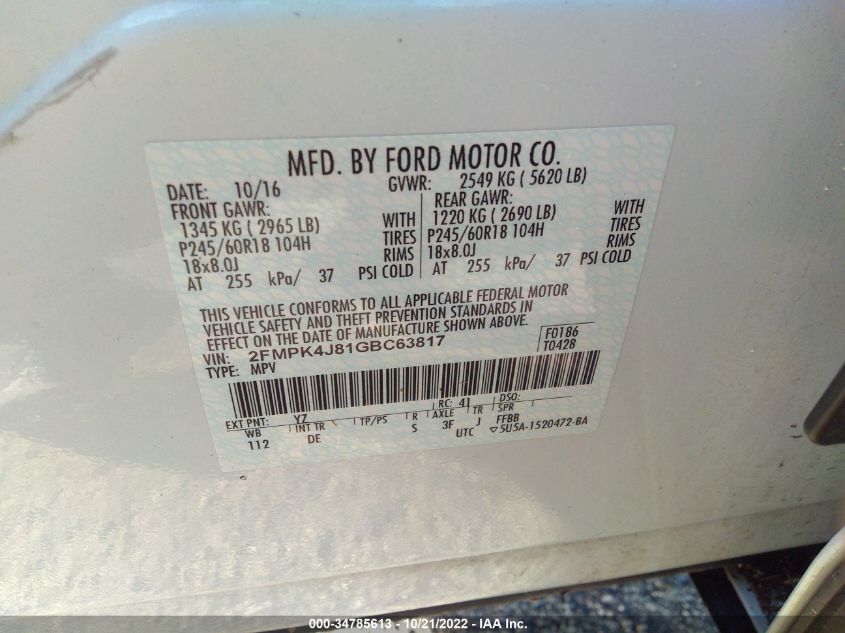 MFD. BY FORD MOTOR CO.
DATE: 10/16 GVWR: 2549 KG ( 5620 LB)
FRONT GAWR: REAR GAWR:
1345 KG ( 2965 LB) WITH 1220 KG ( 2690 LB) WITH
P245/60R18 104H TIRES P245/60R18 104H TIRES
18x8.0J RIMS 18x8.0J RIMS
AT 255 kPa/ 37 PSI COLD AT 255 kPa/ 37 PSI COLD
THIS VEHICLE CONFORMS TO ALL APPLICABLE FEDERAL MOTOR
VEHICLE SAFETY AND THEFT PREVENTION STANDARDS IN
EFFECT ON THE DATE OF MANUFACTURE SHOWN ABOVE.
VIN: 2FMPK4J81GBC63817 F0186
TYPE: MPV T0428
EXT PNT: YZ RC: 41 DSO:
WB INT TR TP/PS R AXLE TR SPR
112 DE S 3F J FFBB
UTC ▽5U5A-1520472-BA
000-34785613 - 10/21/2022 - IAA Inc.